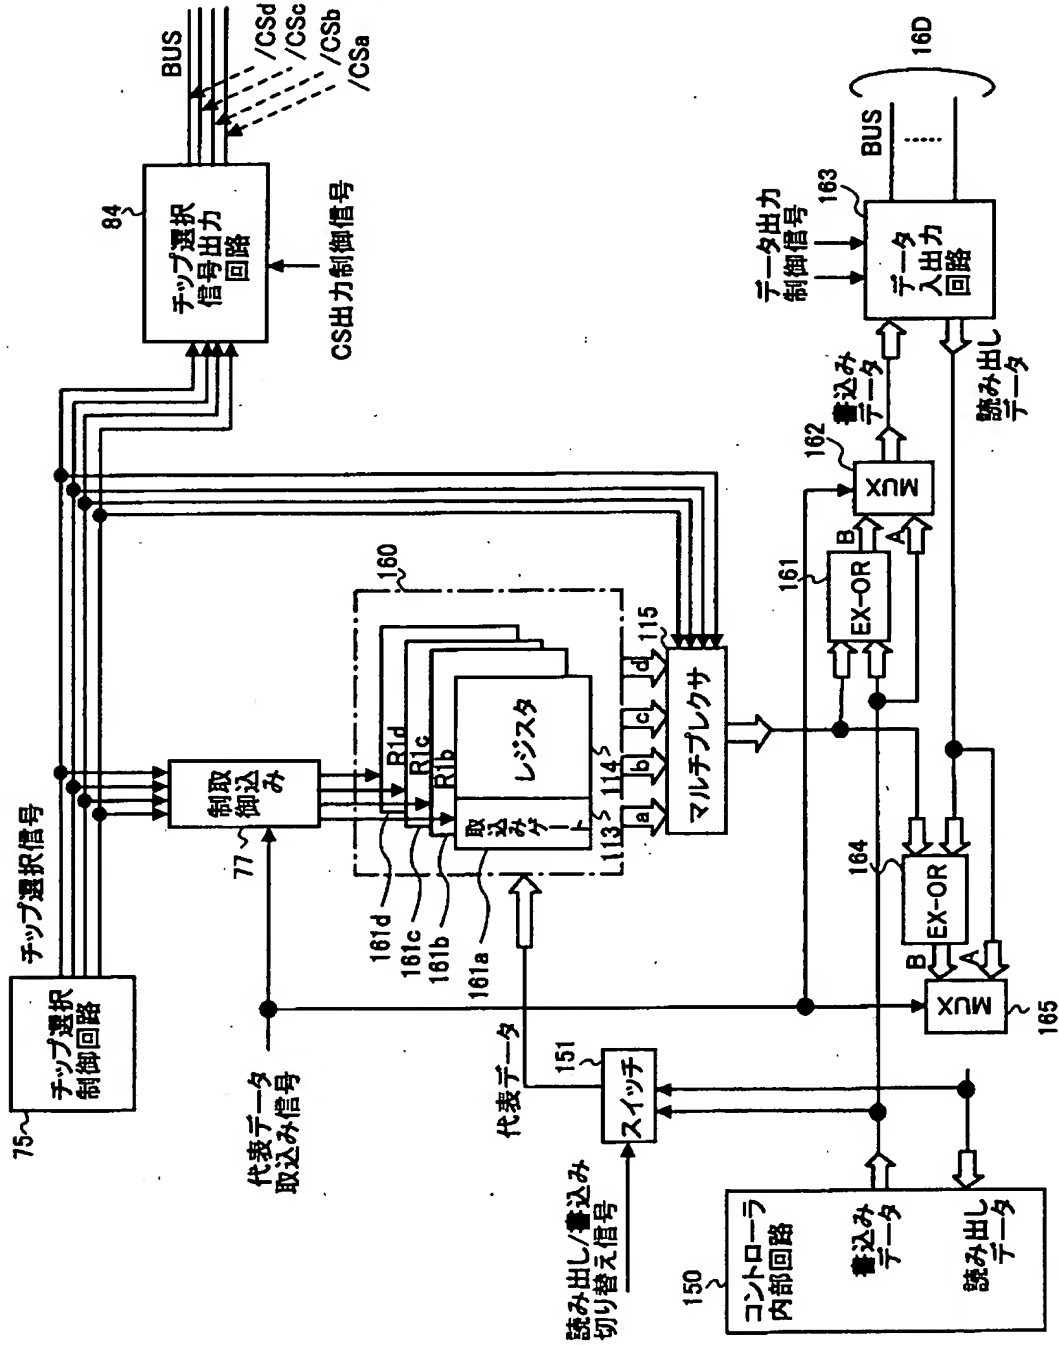 75
チップ選択
制御回路
チップ選択信号
84
チップ選択
信号出力
回路
BUS
/CSd
/CSc
/CSb
/CSa
CS出力制御信号
代表データ
取込み信号
77
制取
御込み
160
R1d
R1c
R1b
161d
161c
161b
161a
取込みゲート
レジスタ
113
114
a
b
c
d
115
マルチプレクサ
代表データ
151
スイッチ
読み出し/書込み
切り替え信号
150
コントローラ
内部回路
書込み
データ
読み出し
データ
161
EX-OR
B
A
162
MUX
書込み
データ
データ出力
制御信号
163
データ
入出力
回路
BUS
16D
読み出し
データ
164
EX-OR
B
A
MUX
165